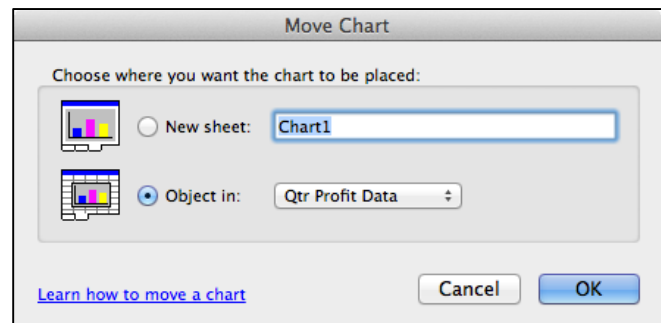 Move Chart
Choose where you want the chart to be placed:
New sheet: Chart1
Object in: Qtr Profit Data
Learn how to move a chart Cancel OK